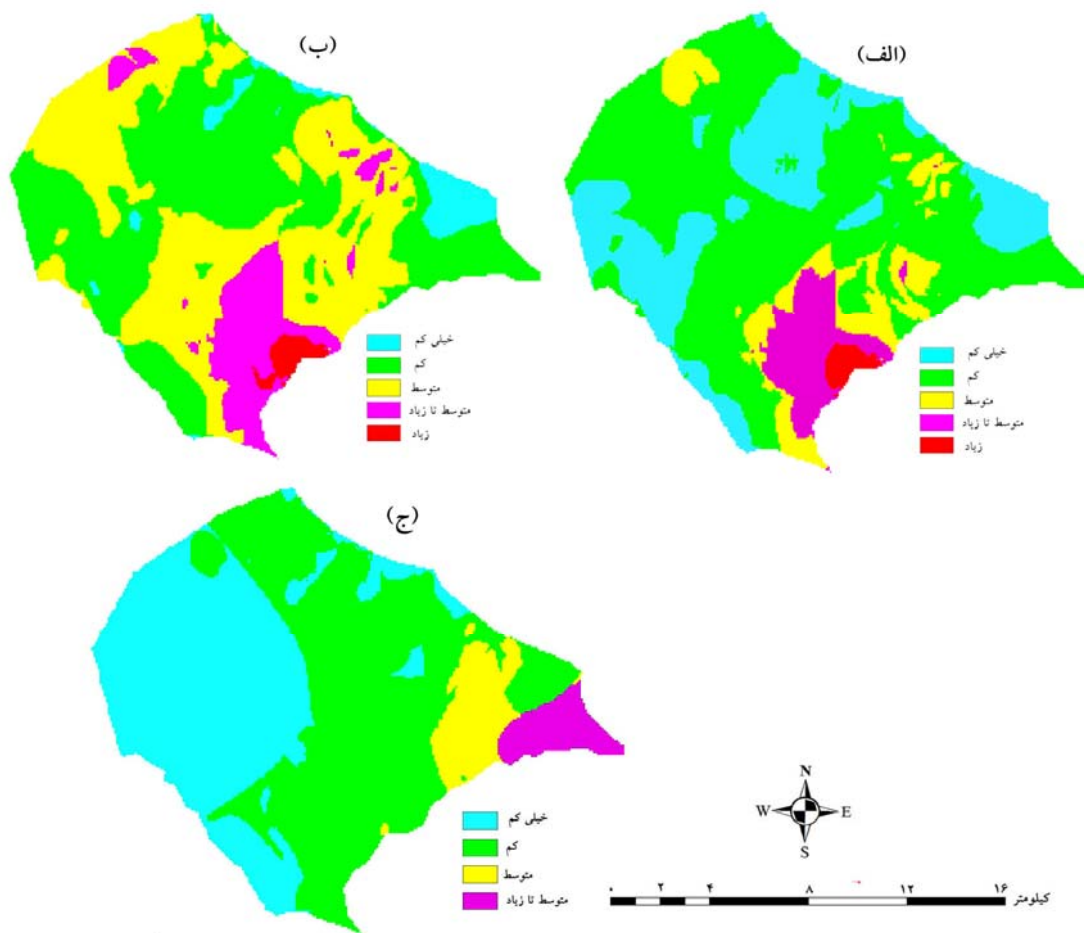 (الف)
خیلی کم
کم
متوسط
متوسط تا زیاد
زیاد
(ب)
خیلی کم
کم
متوسط
متوسط تا زیاد
زیاد
(ج)
خیلی کم
کم
متوسط
متوسط تا زیاد
N
W
E
S
۰ ۲ ۴ ۸ ۱۲ ۱۶
کیلومتر